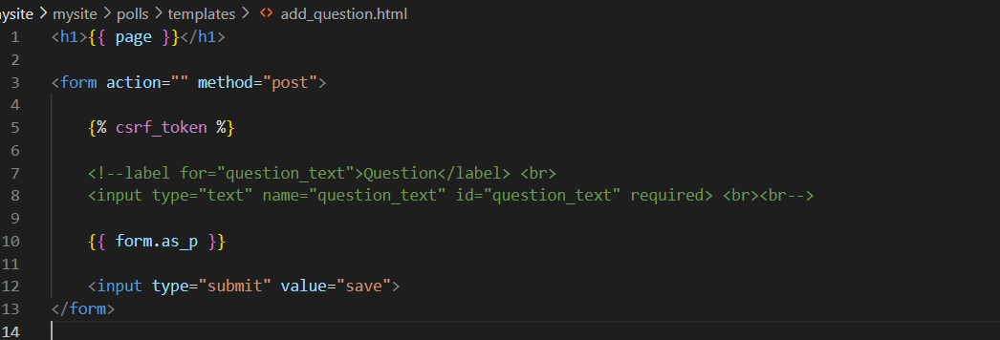 mysite > mysite > polls > templates > <> add_question.html
1 <h1>{{ page }}</h1>
2
3 <form action="" method="post">
4
5 {% csrf_token %}
6
7 <!--label for="question_text">Question</label> <br>
8 <input type="text" name="question_text" id="question_text" required> <br><br-->
9
10 {{ form.as_p }}
11
12 <input type="submit" value="save">
13 </form>
14